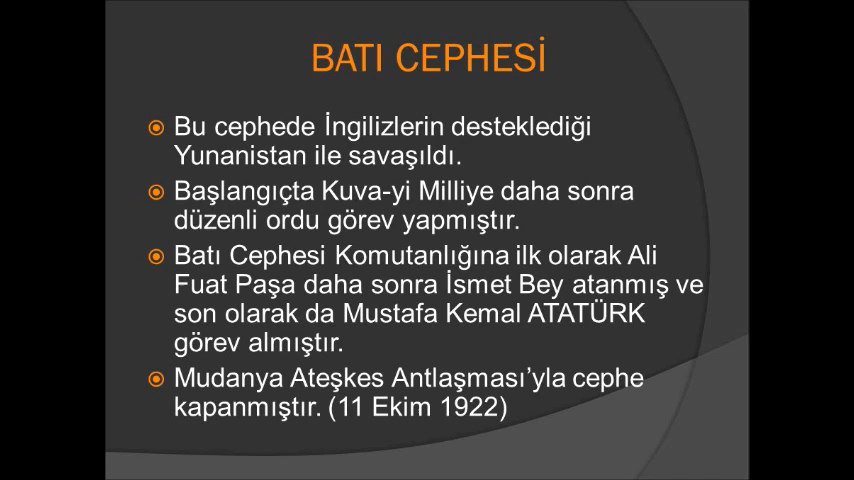 BATI CEPHESİ
Bu cephede İngilizlerin desteklediği
Yunanistan ile savaşıldı.
Başlangıçta Kuva-yi Milliye daha sonra
düzenli ordu görev yapmıştır.
Batı Cephesi Komutanlığına ilk olarak Ali
Fuat Paşa daha sonra İsmet Bey atanmış ve
son olarak da Mustafa Kemal ATATÜRK
görev almıştır.
Mudanya Ateşkes Antlaşması’yla cephe
kapanmıştır. (11 Ekim 1922)